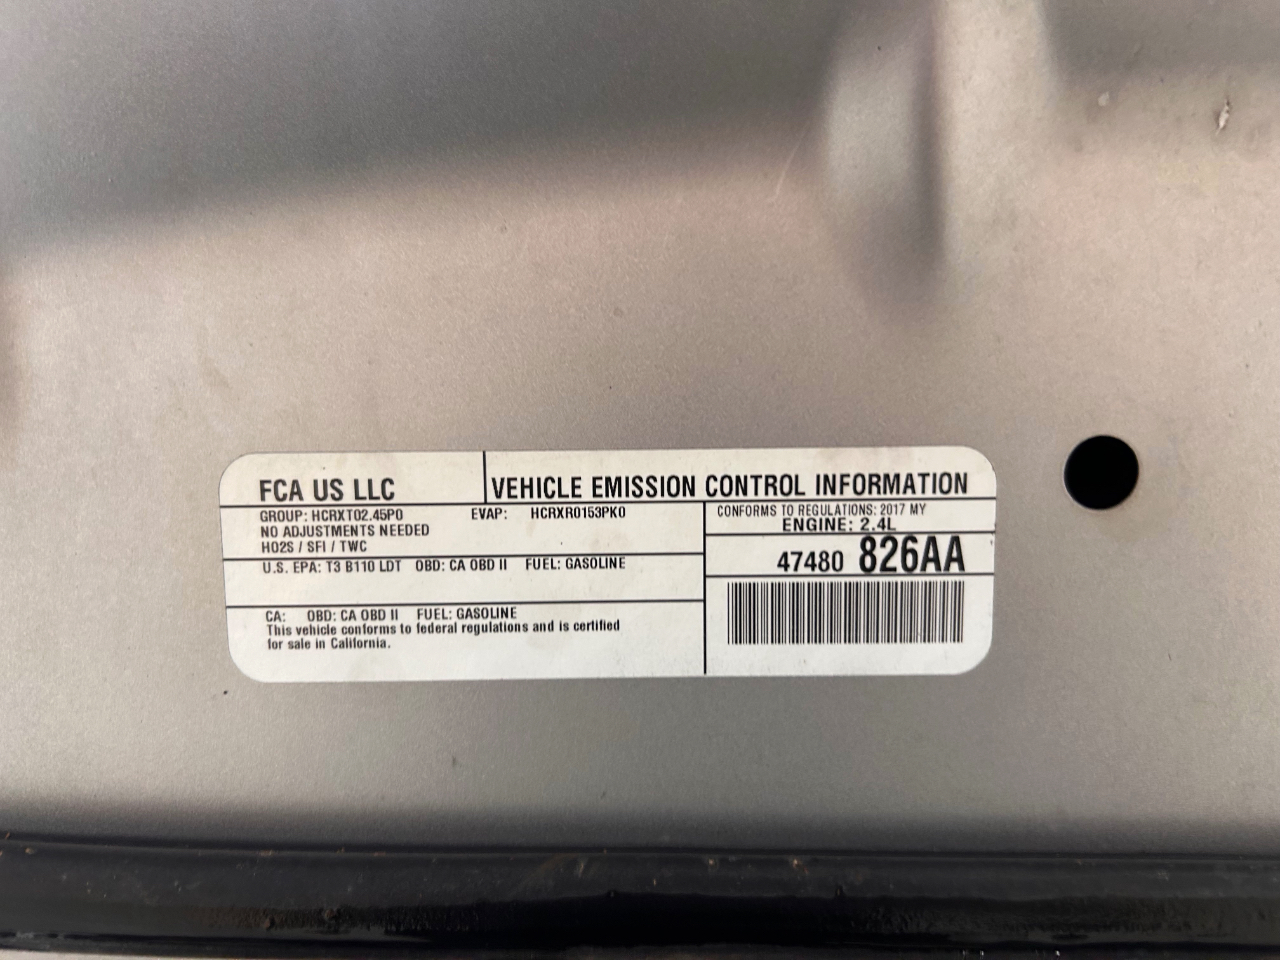 FCA US LLC
VEHICLE EMISSION CONTROL INFORMATION
GROUP: HCRXT02.45P0 EVAP: HCRXR0153PK0
NO ADJUSTMENTS NEEDED
HO2S / SFI / TWC
U.S. EPA: T3 B110 LDT OBD: CA OBD II FUEL: GASOLINE
CA: OBD: CA OBD II FUEL: GASOLINE
This vehicle conforms to federal regulations and is certified
for sale in California.
CONFORMS TO REGULATIONS: 2017 MY
ENGINE: 2.4L
47480 826AA